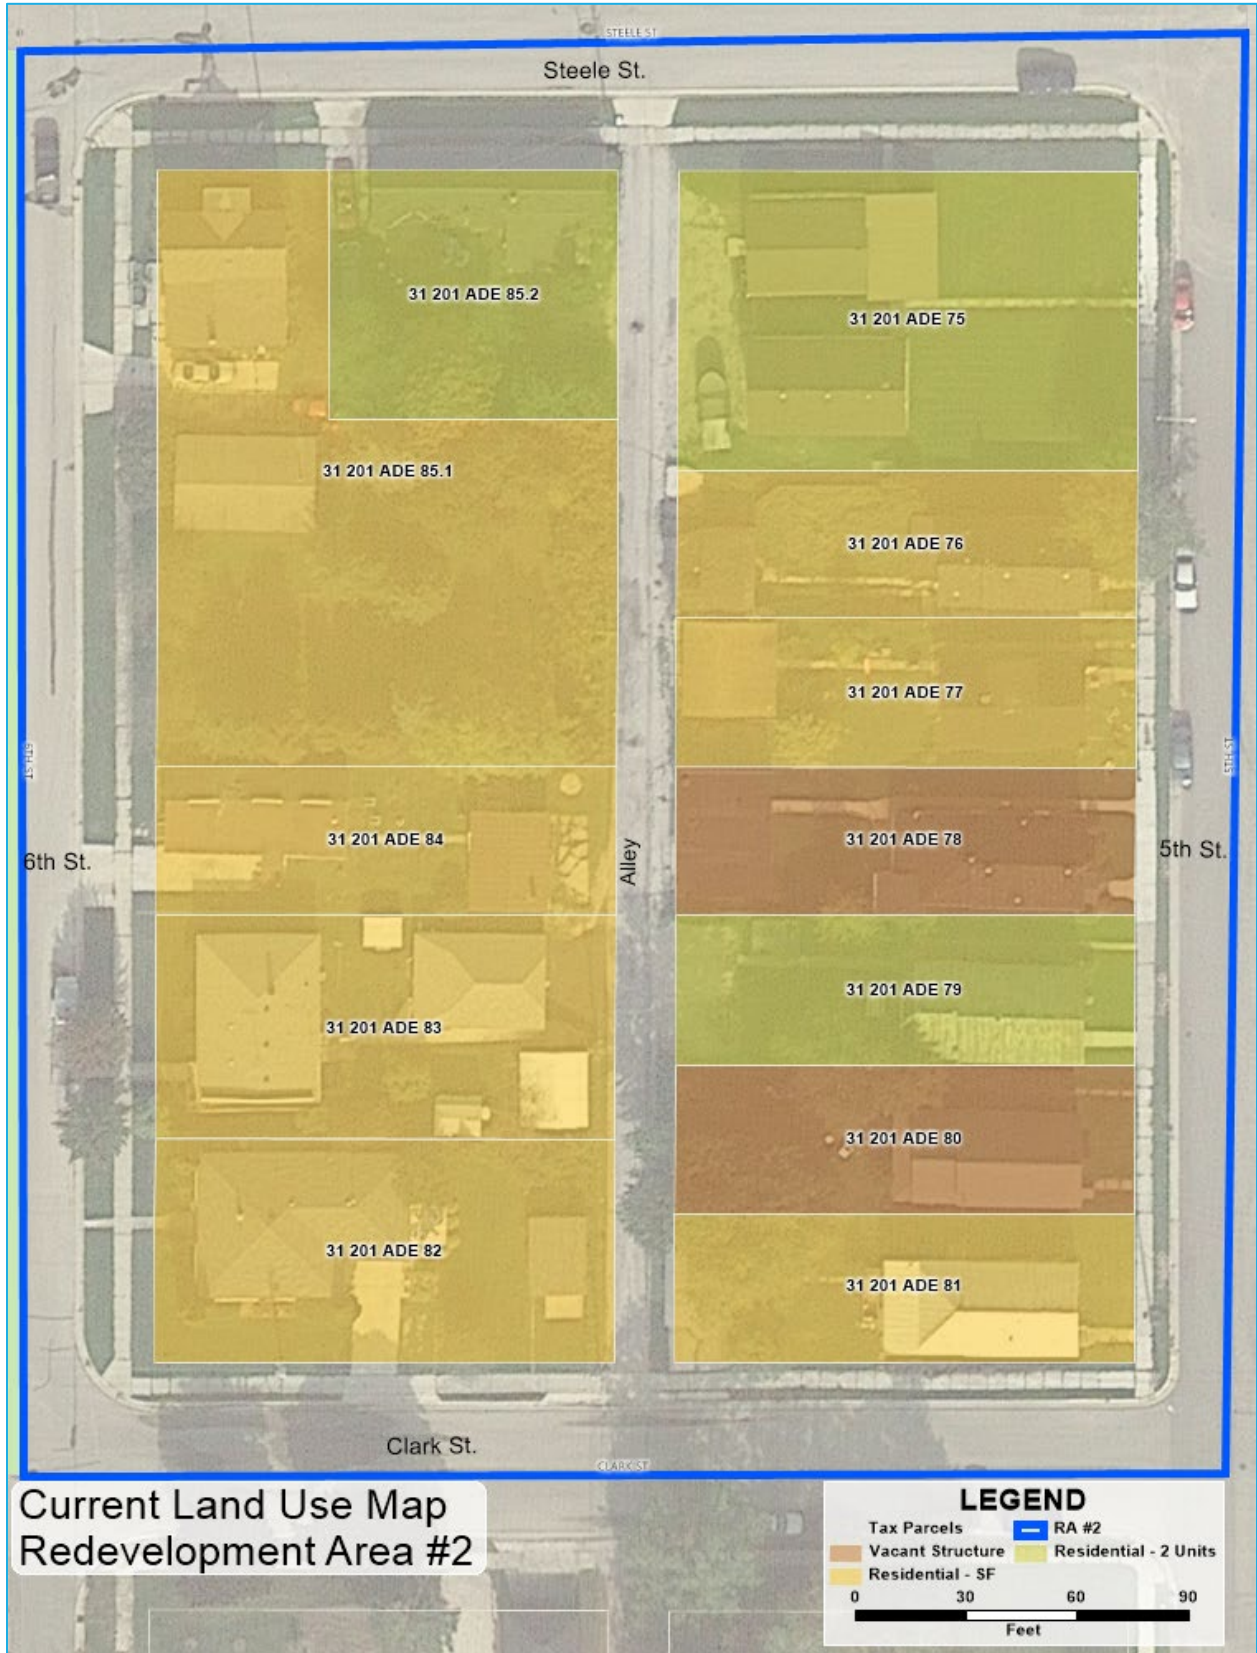 STEELE ST
Steele St.
31 201 ADE 85.2
31 201 ADE 75
31 201 ADE 85.1
31 201 ADE 76
31 201 ADE 77
6TH ST
5TH ST
31 201 ADE 84
31 201 ADE 78
6th St.
Alley
5th St.
31 201 ADE 79
31 201 ADE 83
31 201 ADE 80
31 201 ADE 82
31 201 ADE 81
Clark St.
CLARK ST
Current Land Use Map
Redevelopment Area #2
LEGEND
Tax Parcels
RA #2
Vacant Structure
Residential - 2 Units
Residential - SF
0 30 60 90
Feet